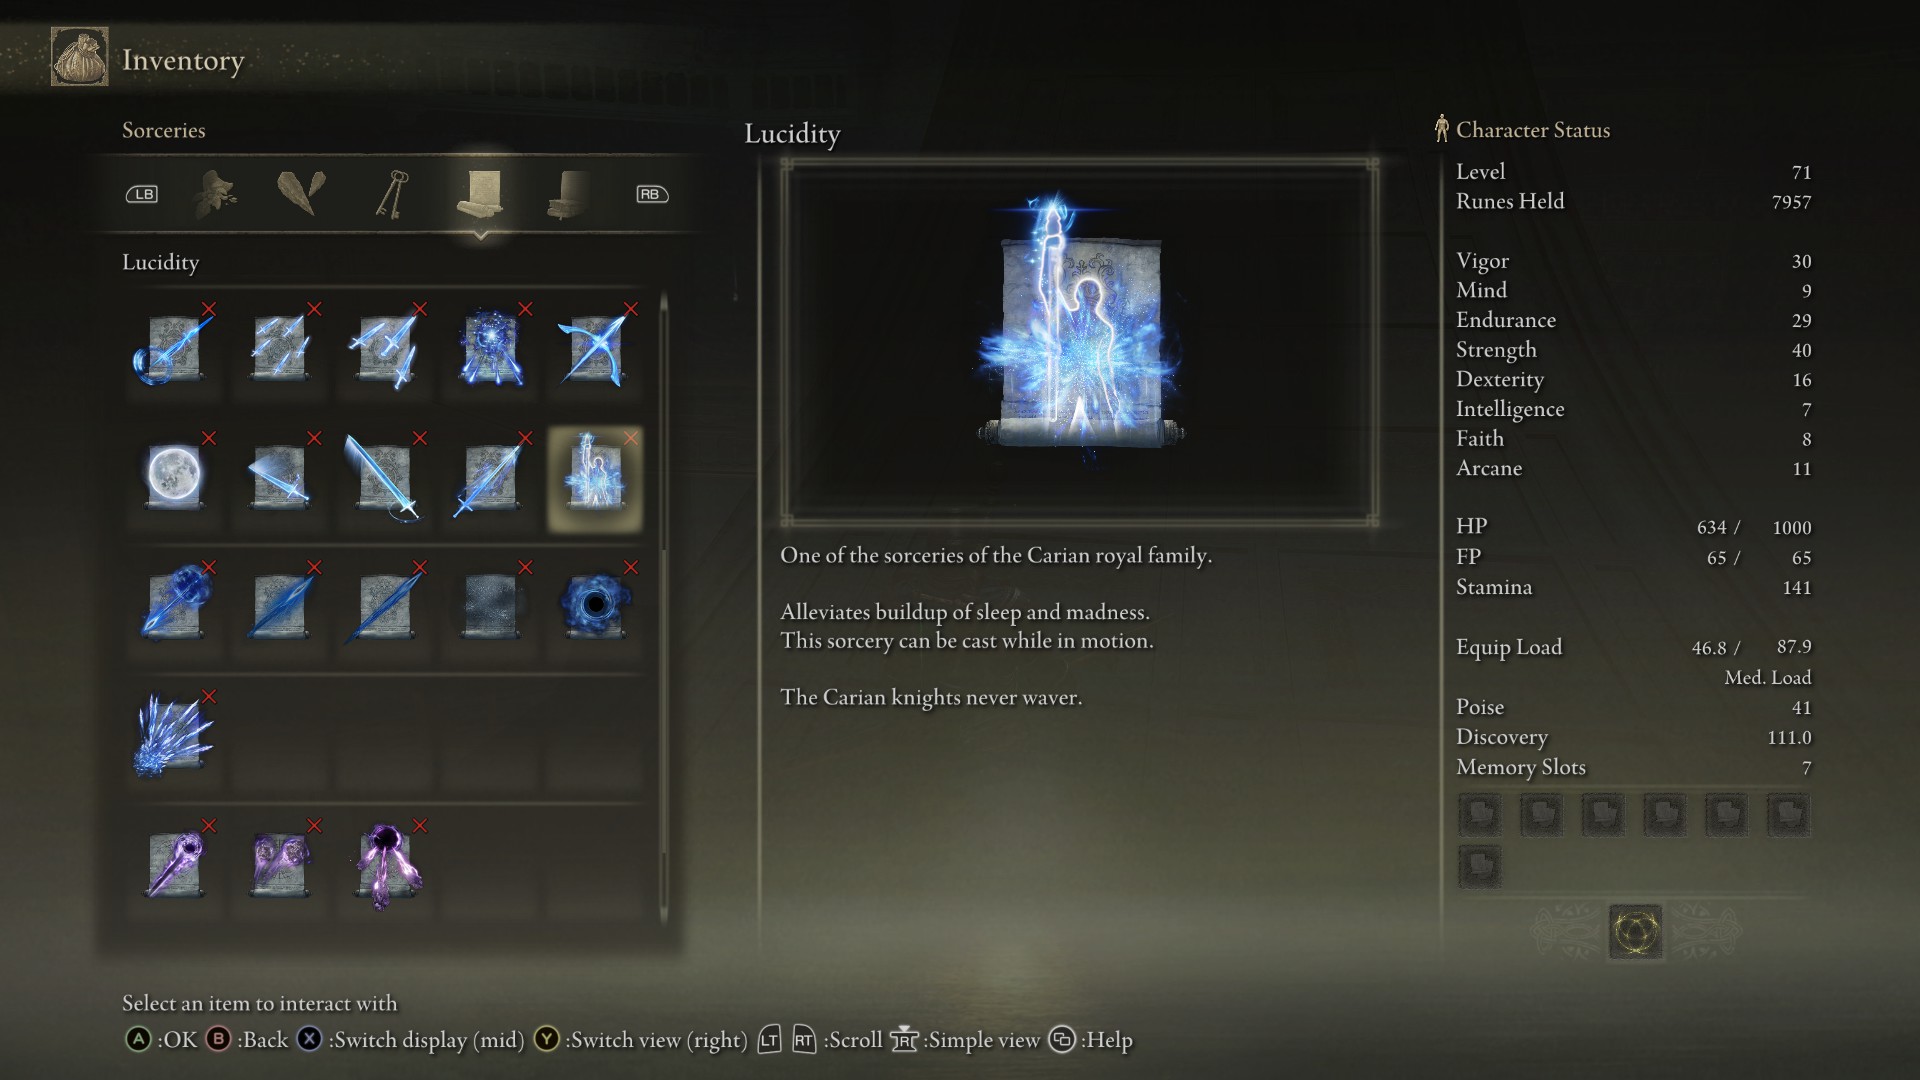 Inventory
Sorceries
LB
RB
Lucidity
Lucidity
One of the sorceries of the Carian royal family.
Alleviates buildup of sleep and madness.
This sorcery can be cast while in motion.
The Carian knights never waver.
Character Status
Level 71
Runes Held 7957
Vigor 30
Mind 9
Endurance 29
Strength 40
Dexterity 16
Intelligence 7
Faith 8
Arcane 11
HP 634 / 1000
FP 65 / 65
Stamina 141
Equip Load 46.8 / 87.9
Med. Load
Poise 41
Discovery 111.0
Memory Slots 7
Select an item to interact with
A :OK B :Back X :Switch display (mid) Y :Switch view (right) LT RT :Scroll R :Simple view :Help